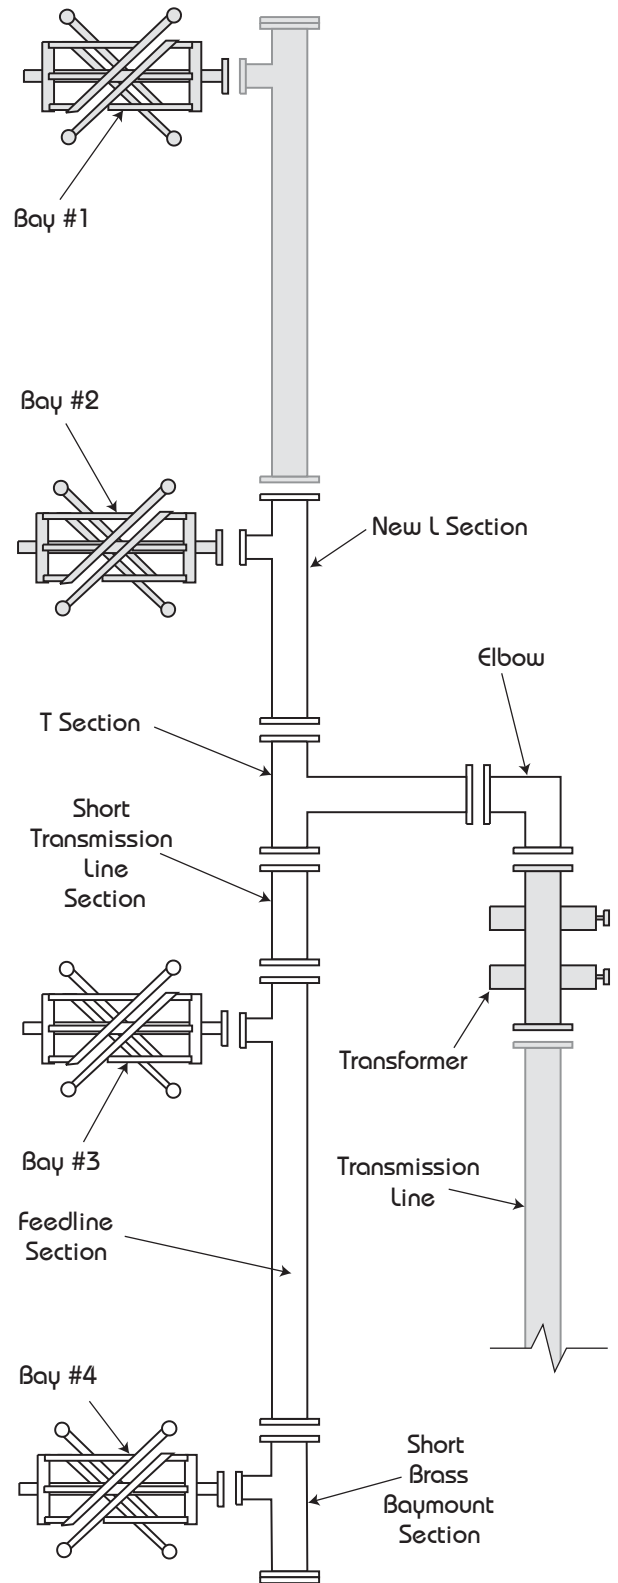 Bay #1
Bay #2
New L Section
Elbow
T Section
Short
Transmission
Line
Section
Transformer
Bay #3
Transmission
Line
Feedline
Section
Bay #4
Short
Brass
Baymount
Section